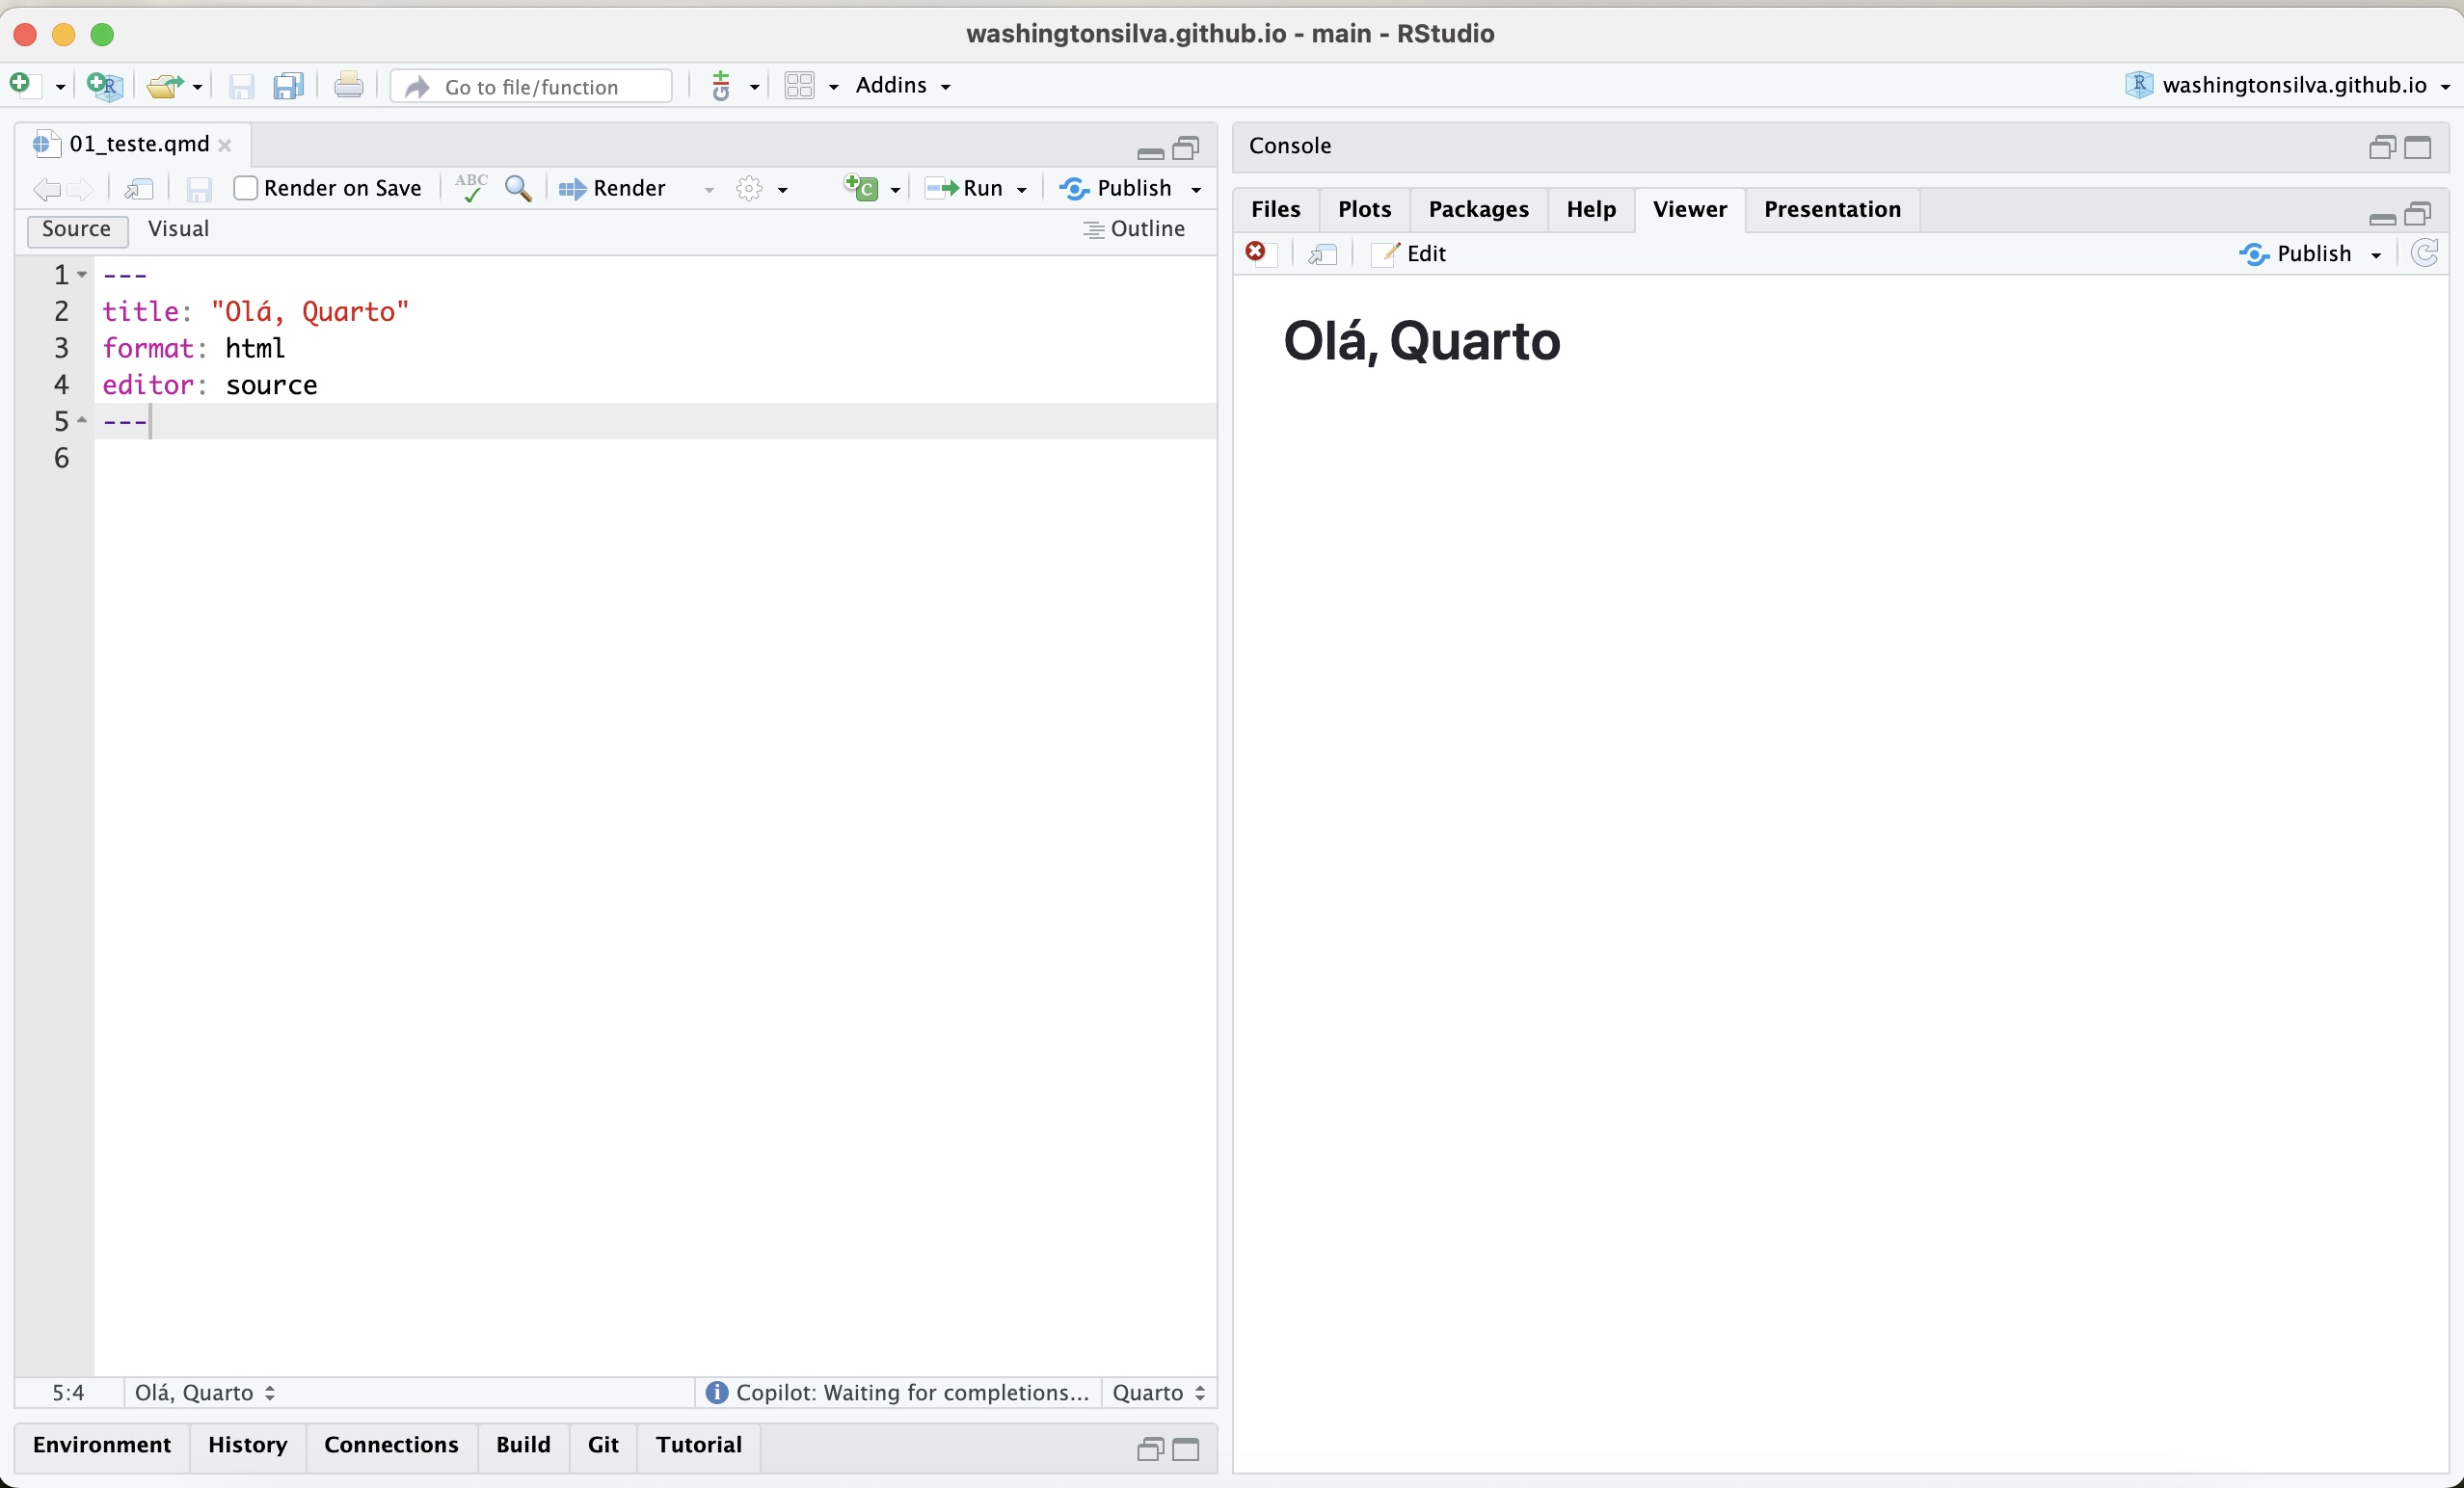 washingtonsilva.github.io - main - RStudio
Go to file/function
Addins
washingtonsilva.github.io
01_teste.qmd
Render on Save
ABC
Render
Run
Publish
Source
Visual
Outline
1 ---
2 title: "Olá, Quarto"
3 format: html
4 editor: source
5 ---
6
5:4
Olá, Quarto
Copilot: Waiting for completions...
Quarto
Environment
History
Connections
Build
Git
Tutorial
Console
Files
Plots
Packages
Help
Viewer
Presentation
Edit
Publish
Olá, Quarto